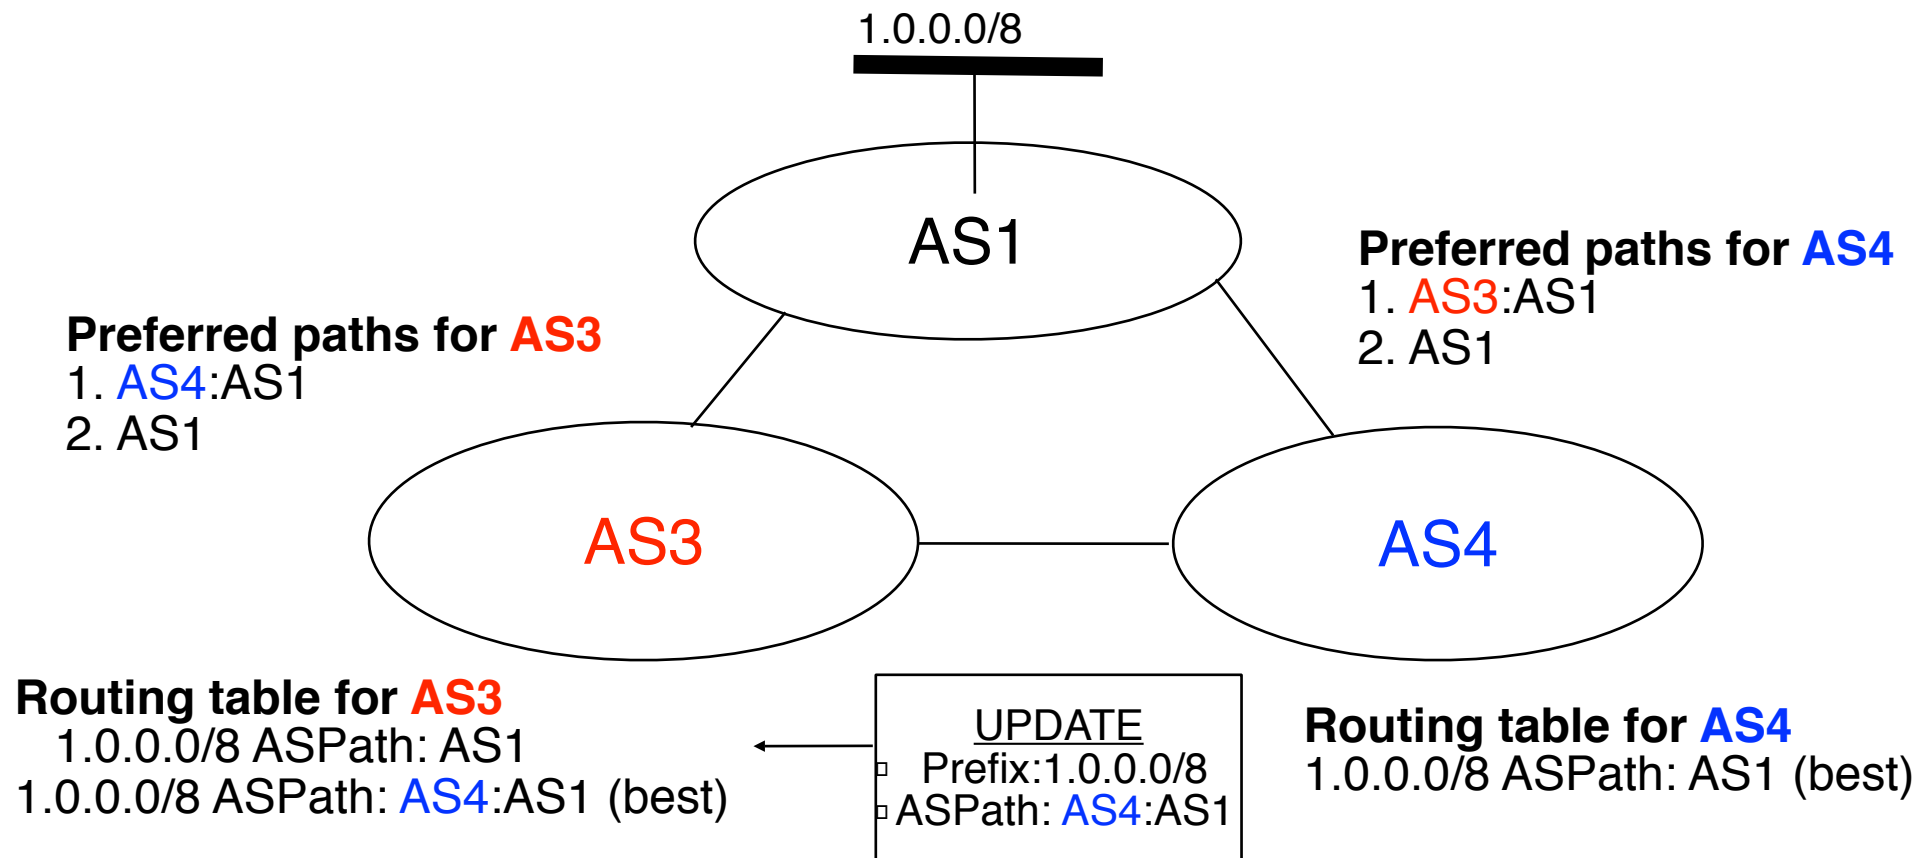 1.0.0.0/8
AS1
Preferred paths for AS4
1. AS3:AS1
2. AS1
Preferred paths for AS3
1. AS4:AS1
2. AS1
AS3
AS4
Routing table for AS3
1.0.0.0/8 ASPath: AS1
1.0.0.0/8 ASPath: AS4:AS1 (best)
UPDATE
Prefix:1.0.0.0/8
ASPath: AS4:AS1
Routing table for AS4
1.0.0.0/8 ASPath: AS1 (best)